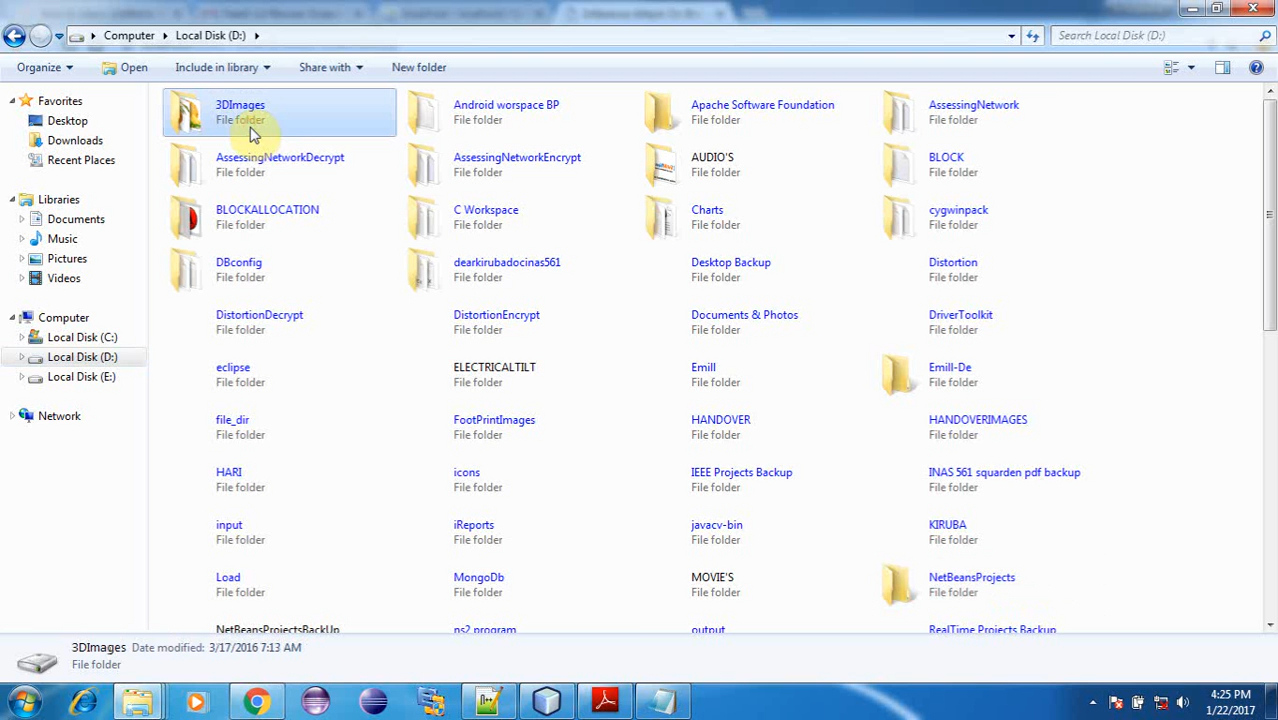 Computer Local Disk (D:)
Search Local Disk (D:)
Organize Open Include in library Share with New folder
Favorites
Desktop
Downloads
Recent Places
Libraries
Documents
Music
Pictures
Videos
Computer
Local Disk (C:)
Local Disk (D:)
Local Disk (E:)
Network
3DImages
File folder
Android worspace BP
File folder
Apache Software Foundation
File folder
AssessingNetwork
File folder
AssessingNetworkDecrypt
File folder
AssessingNetworkEncrypt
File folder
AUDIO'S
File folder
BLOCK
File folder
BLOCKALLOCATION
File folder
C Workspace
File folder
Charts
File folder
cygwinpack
File folder
DBconfig
File folder
dearkirubadocinas561
File folder
Desktop Backup
File folder
Distortion
File folder
DistortionDecrypt
File folder
DistortionEncrypt
File folder
Documents & Photos
File folder
DriverToolkit
File folder
eclipse
File folder
ELECTRICALTILT
File folder
Emill
File folder
Emill-De
File folder
file_dir
File folder
FootPrintImages
File folder
HANDOVER
File folder
HANDOVERIMAGES
File folder
HARI
File folder
icons
File folder
IEEE Projects Backup
File folder
INAS 561 squarden pdf backup
File folder
input
File folder
iReports
File folder
javacv-bin
File folder
KIRUBA
File folder
Load
File folder
MongoDb
File folder
MOVIE'S
File folder
NetBeansProjects
File folder
NetBeansProjectsBackUp
ns2 program
output
RealTime Projects Backup
3DImages Date modified: 3/17/2016 7:13 AM
File folder
4:25 PM
1/22/2017